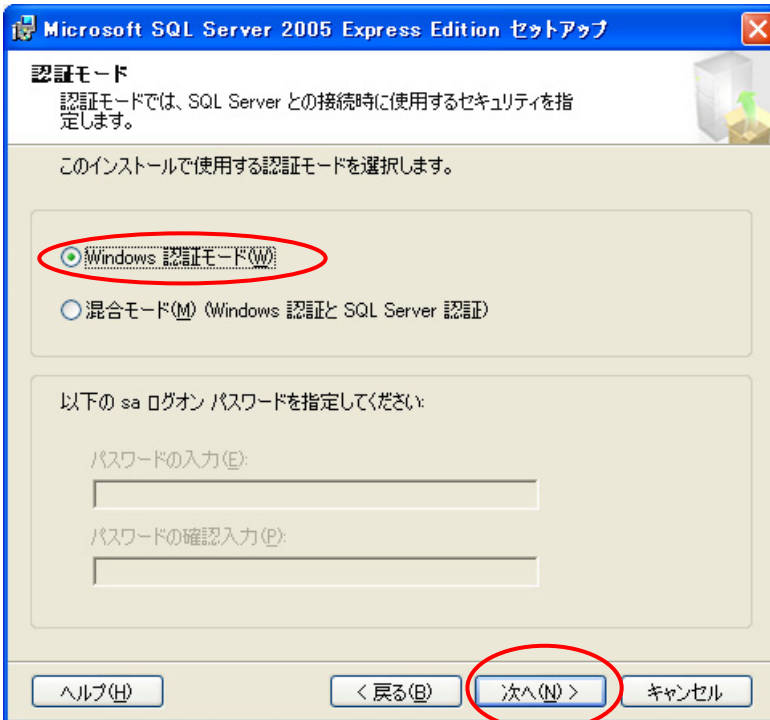 Microsoft SQL Server 2005 Express Edition セットアップ
認証モード
認証モードでは、SQL Server との接続時に使用するセキュリティを指
定します。
このインストールで使用する認証モードを選択します。
Windows 認証モード(W)
混合モード(M) (Windows 認証と SQL Server 認証)
以下の sa ログオン パスワードを指定してください:
パスワードの入力(E):
パスワードの確認入力(P):
ヘルプ(H)
< 戻る(B)
次へ(N) >
キャンセル